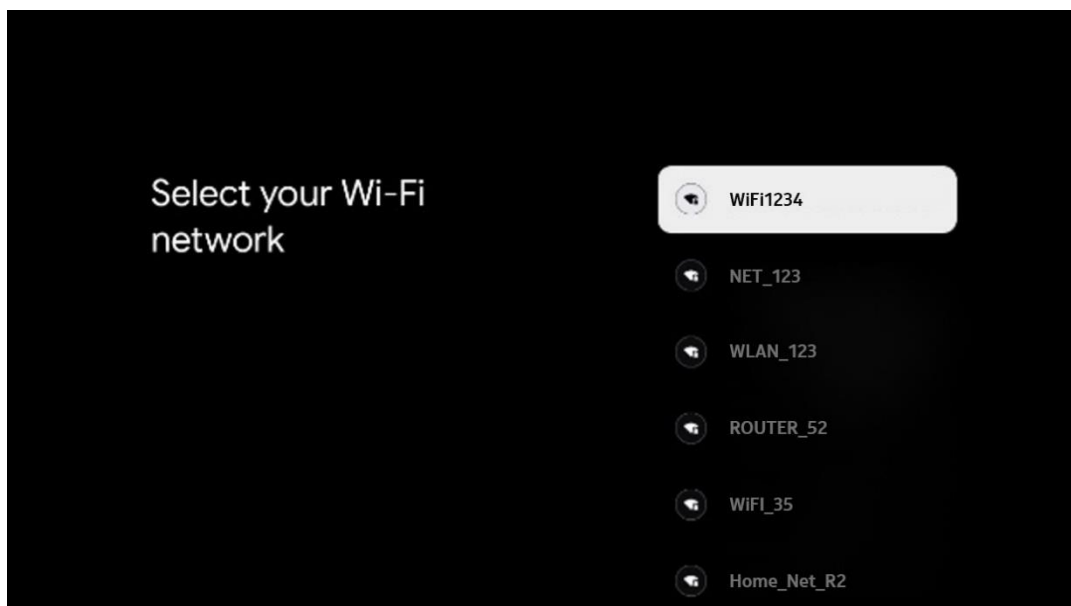 Select your Wi-Fi
network
WiFi1234
NET_123
WLAN_123
ROUTER_52
WiFI_35
Home_Net_R2